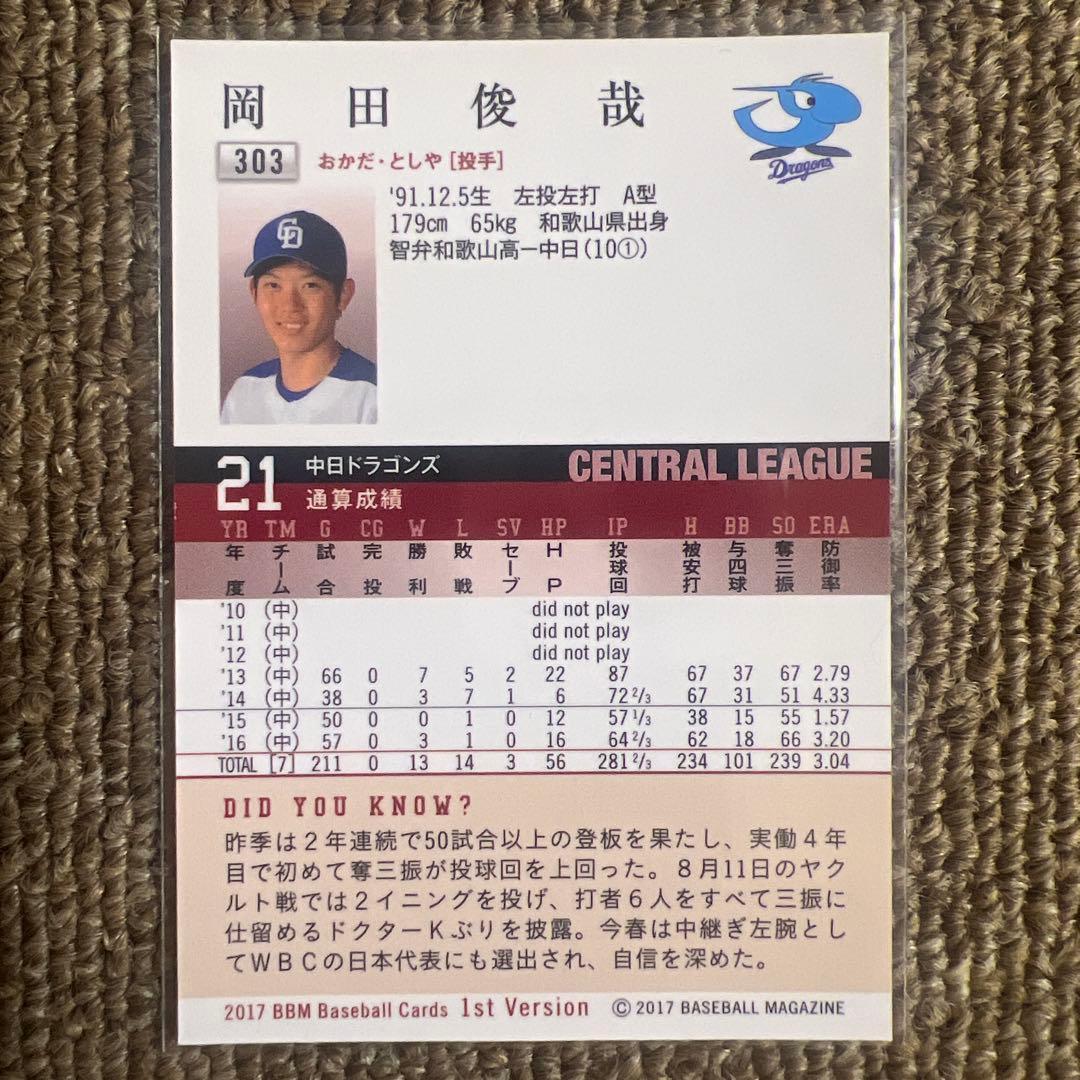 岡田俊哉
Dragons
303 おかだ・としや[投手]
CD
'91.12.5生 左投左打 A型
179cm 65kg 和歌山県出身
智弁和歌山高ー中日(10①)
21 中日ドラゴンズ CENTRAL LEAGUE
通算成績
YR TM G CG W L SV HP IP H BB SO ERA
年度 チーム 試合 完投 勝利 敗戦 セーブ HP 投球回 被安打 与四球 奪三振 防御率
'10 (中) did not play
'11 (中) did not play
'12 (中) did not play
'13 (中) 66 0 7 5 2 22 87 67 37 67 2.79
'14 (中) 38 0 3 7 1 6 72 2/3 67 31 51 4.33
'15 (中) 50 0 0 1 0 12 57 1/3 38 15 55 1.57
'16 (中) 57 0 3 1 0 16 64 2/3 62 18 66 3.20
TOTAL [7] 211 0 13 14 3 56 281 2/3 234 101 239 3.04
DID YOU KNOW?
昨季は2年連続で50試合以上の登板を果たし、実働4年
目で初めて奪三振が投球回を上回った。8月11日のヤク
ルト戦では2イニングを投げ、打者6人をすべて三振に
仕留めるドクターKぶりを披露。今春は中継ぎ左腕とし
てWBCの日本代表にも選出され、自信を深めた。
2017 BBM Baseball Cards 1st Version © 2017 BASEBALL MAGAZINE